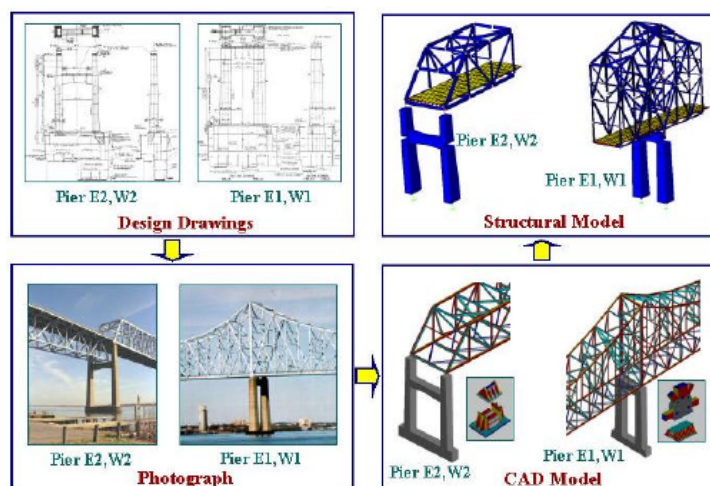 Pier E2,W2
Pier E1,W1
Design Drawings
Pier E2,W2
Pier E1,W1
Structural Model
Pier E2,W2
Pier E1,W1
Photograph
Pier E2,W2
Pier E1,W1
CAD Model